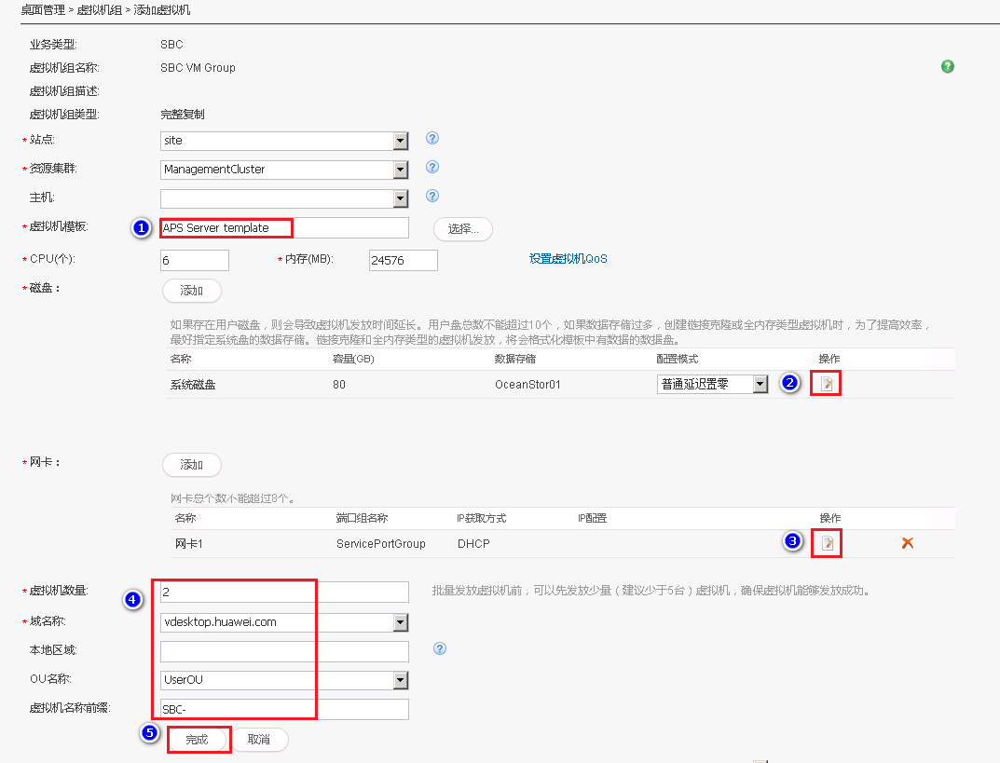 桌面管理 > 虚拟机组 > 添加虚拟机
业务类型: SBC
虚拟机组名称: SBC VM Group
虚拟机组描述:
虚拟机组类型: 完整复制
* 站点: site
* 资源集群: ManagementCluster
主机:
* 虚拟机模板: 1 APS Server template 选择...
* CPU(个): 6 * 内存(MB): 24576 设置虚拟机QoS
* 磁盘: 添加
如果存在用户磁盘，则会导致虚拟机发放时间延长。用户盘总数不能超过10个，如果数据存储过多，创建链接克隆或全内存类型虚拟机时，为了提高效率，
最好指定系统盘的数据存储。链接克隆和全内存类型的虚拟机发放，将会格式化模板中有数据的数据盘。
名称 容量(GB) 数据存储 配置模式 操作
系统磁盘 80 OceanStor01 普通延迟置零 2
* 网卡: 添加
网卡总个数不能超过8个。
名称 端口组名称 IP获取方式 IP配置 操作
网卡1 ServicePortGroup DHCP 3
* 虚拟机数量: 4 2 批量发放虚拟机前，可以先发放少量（建议少于5台）虚拟机，确保虚拟机能够发放成功。
* 域名称: vdesktop.huawei.com
本地区域:
OU名称: UserOU
虚拟机名称前缀: SBC-
5 完成 取消